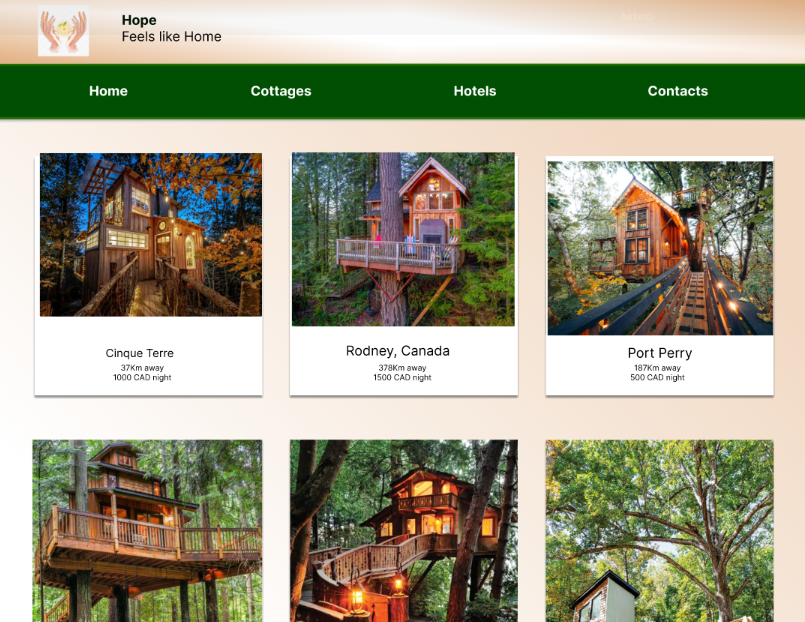 Hope
Feels like Home
Home
Cottages
Hotels
Contacts
Cinque Terre
37Km away
1000 CAD night
Rodney, Canada
378Km away
1500 CAD night
Port Perry
187Km away
500 CAD night